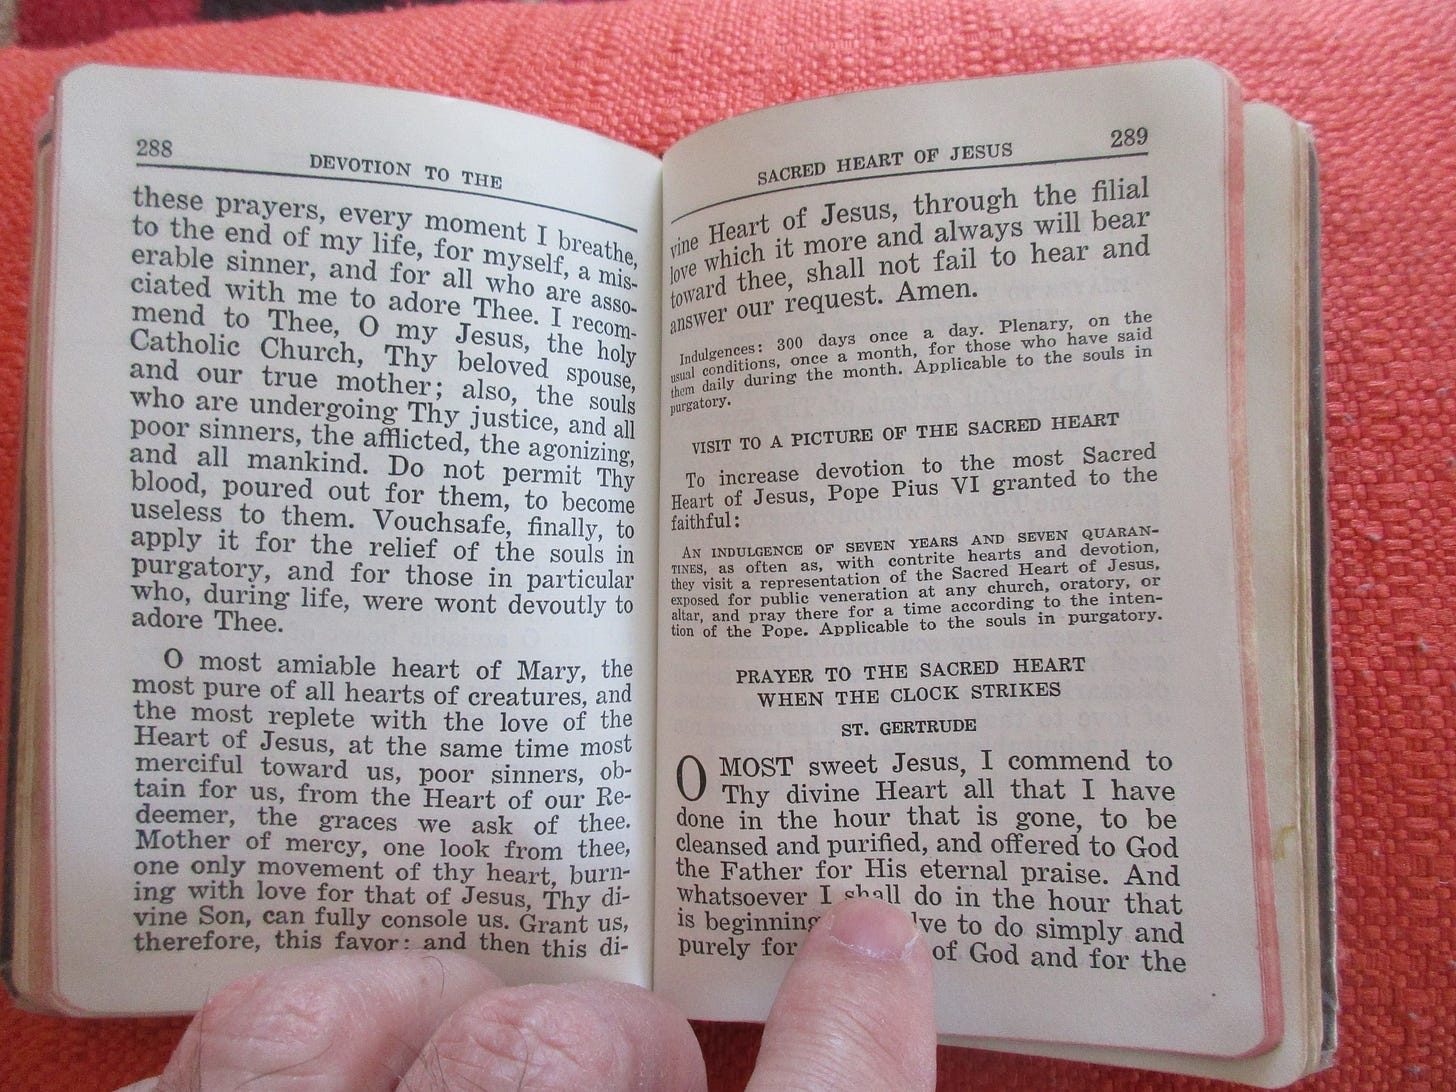 288
DEVOTION TO THE
these prayers, every moment I breathe,
to the end of my life, for myself, a mis-
erable sinner, and for all who are asso-
ciated with me to adore Thee. I recom-
mend to Thee, O my Jesus, the holy
Catholic Church, Thy beloved spouse,
and our true mother; also, the souls
who are undergoing Thy justice, and all
poor sinners, the afflicted, the agonizing,
and all mankind. Do not permit Thy
blood, poured out for them, to become
useless to them. Vouchsafe, finally, to
apply it for the relief of the souls in
purgatory, and for those in particular
who, during life, were wont devoutly to
adore Thee.
O most amiable heart of Mary, the
most pure of all hearts of creatures, and
the most replete with the love of the
Heart of Jesus, at the same time most
merciful toward us, poor sinners, ob-
tain for us, from the Heart of our Re-
deemer, the graces we ask of thee.
Mother of mercy, one look from thee,
one only movement of thy heart, burn-
ing with love for that of Jesus, Thy di-
vine Son, can fully console us. Grant us,
therefore, this favor: and then this di-
SACRED HEART OF JESUS
289
vine Heart of Jesus, through the filial
love which it more and always will bear
toward thee, shall not fail to hear and
answer our request. Amen.
Indulgences: 300 days once a day. Plenary, on the
usual conditions, once a month, for those who have said
them daily during the month. Applicable to the souls in
purgatory.
VISIT TO A PICTURE OF THE SACRED HEART
To increase devotion to the most Sacred
Heart of Jesus, Pope Pius VI granted to the
faithful:
AN INDULGENCE OF SEVEN YEARS AND SEVEN QUARAN-
TINES, as often as, with contrite hearts and devotion,
they visit a representation of the Sacred Heart of Jesus,
exposed for public veneration at any church, oratory, or
altar, and pray there for a time according to the inten-
tion of the Pope. Applicable to the souls in purgatory.
PRAYER TO THE SACRED HEART
WHEN THE CLOCK STRIKES
ST. GERTRUDE
O MOST sweet Jesus, I commend to
Thy divine Heart all that I have
done in the hour that is gone, to be
cleansed and purified, and offered to God
the Father for His eternal praise. And
whatsoever I shall do in the hour that
is beginning lve to do simply and
purely for of God and for the